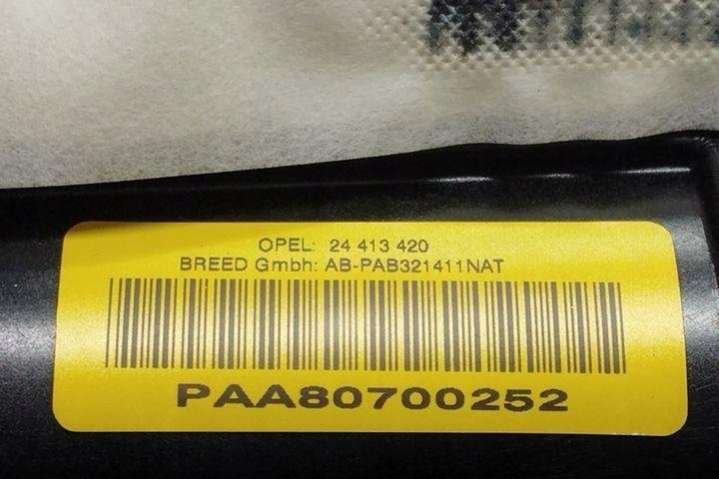 OPEL: 24 413 420
BREED Gmbh: AB-PAB321411NAT
PAA80700252